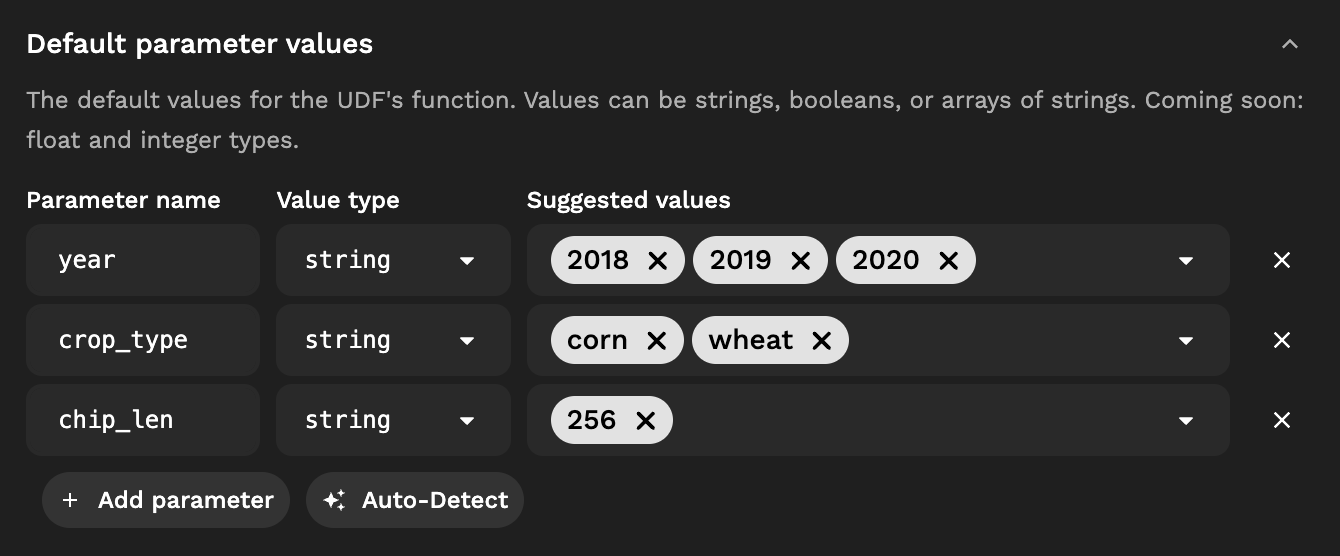 Default parameter values
The default values for the UDF's function. Values can be strings, booleans, or arrays of strings. Coming soon:
float and integer types.
Parameter name Value type Suggested values
year string 2018 2019 2020
crop_type string corn wheat
chip_len string 256
+ Add parameter Auto-Detect